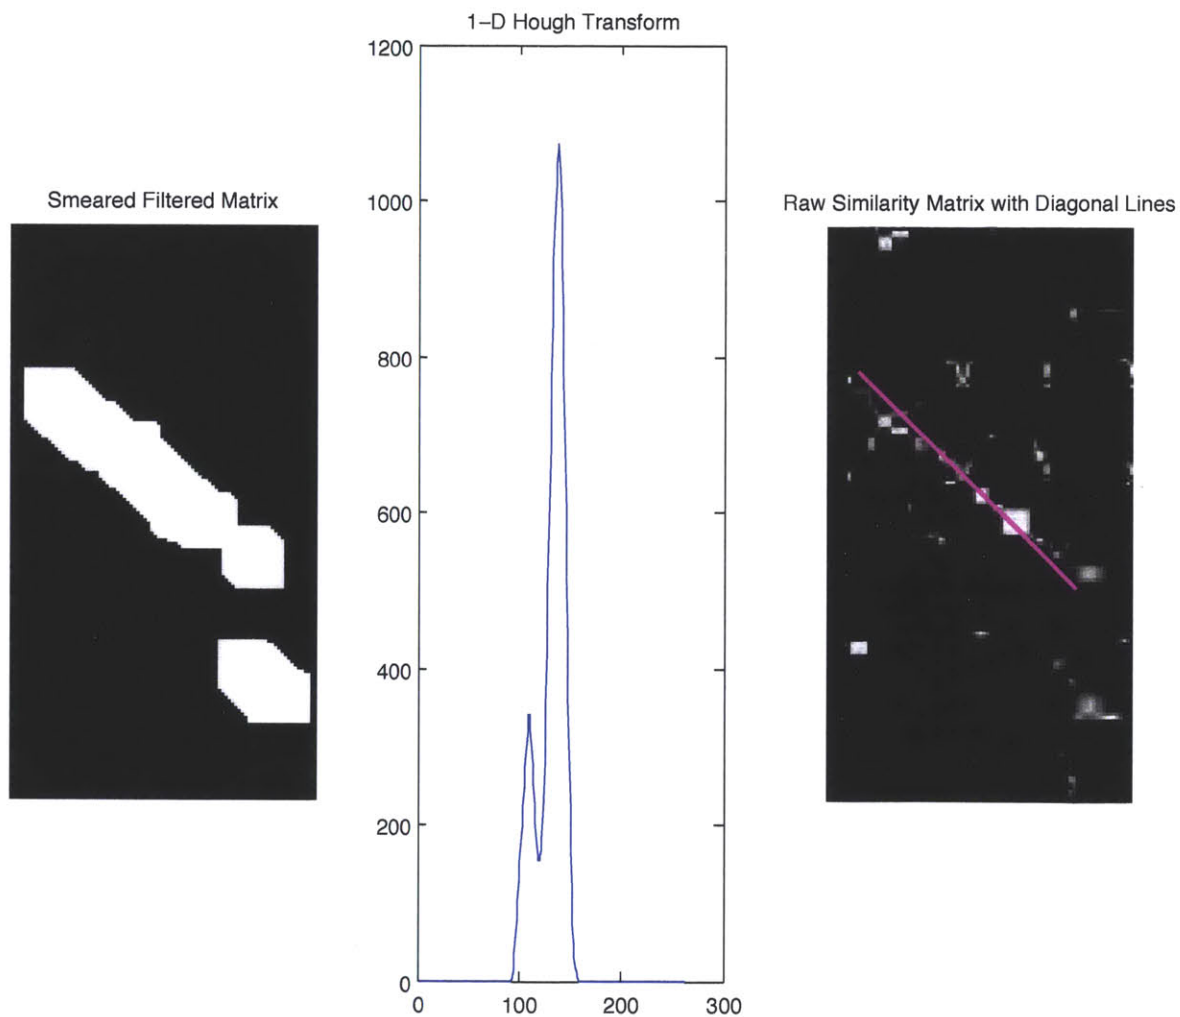 1−D Hough Transform
1200
1000
800
600
400
200
0
0 100 200 300
Smeared Filtered Matrix
Raw Similarity Matrix with Diagonal Lines